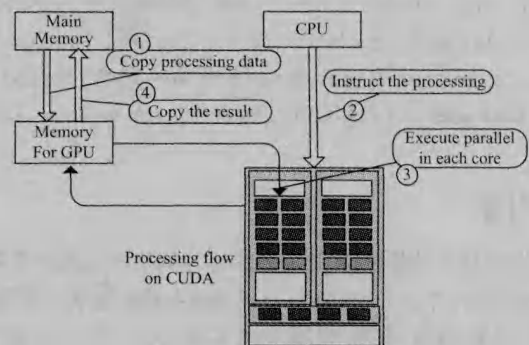 Main
Memory
CPU
①
Copy processing data
④
Copy the result
Instruct the processing
②
Memory
For GPU
Execute parallel
in each core
③
Processing flow
on CUDA